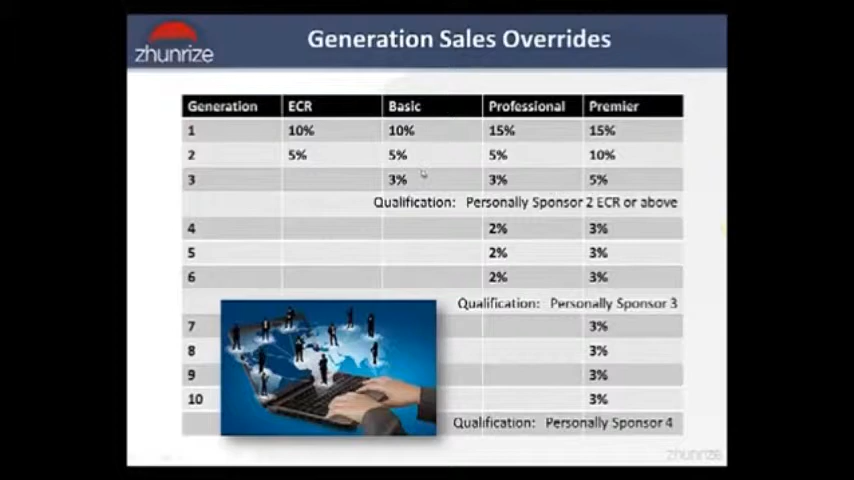 zhunrize
Generation Sales Overrides
Generation ECR Basic Professional Premier
1 10% 10% 15% 15%
2 5% 5% 5% 10%
3 3% 3% 5%
Qualification: Personally Sponsor 2 ECR or above
4 2% 3%
5 2% 3%
6 2% 3%
Qualification: Personally Sponsor 3
7 3%
8 3%
9 3%
10 3%
Qualification: Personally Sponsor 4
zhunrize